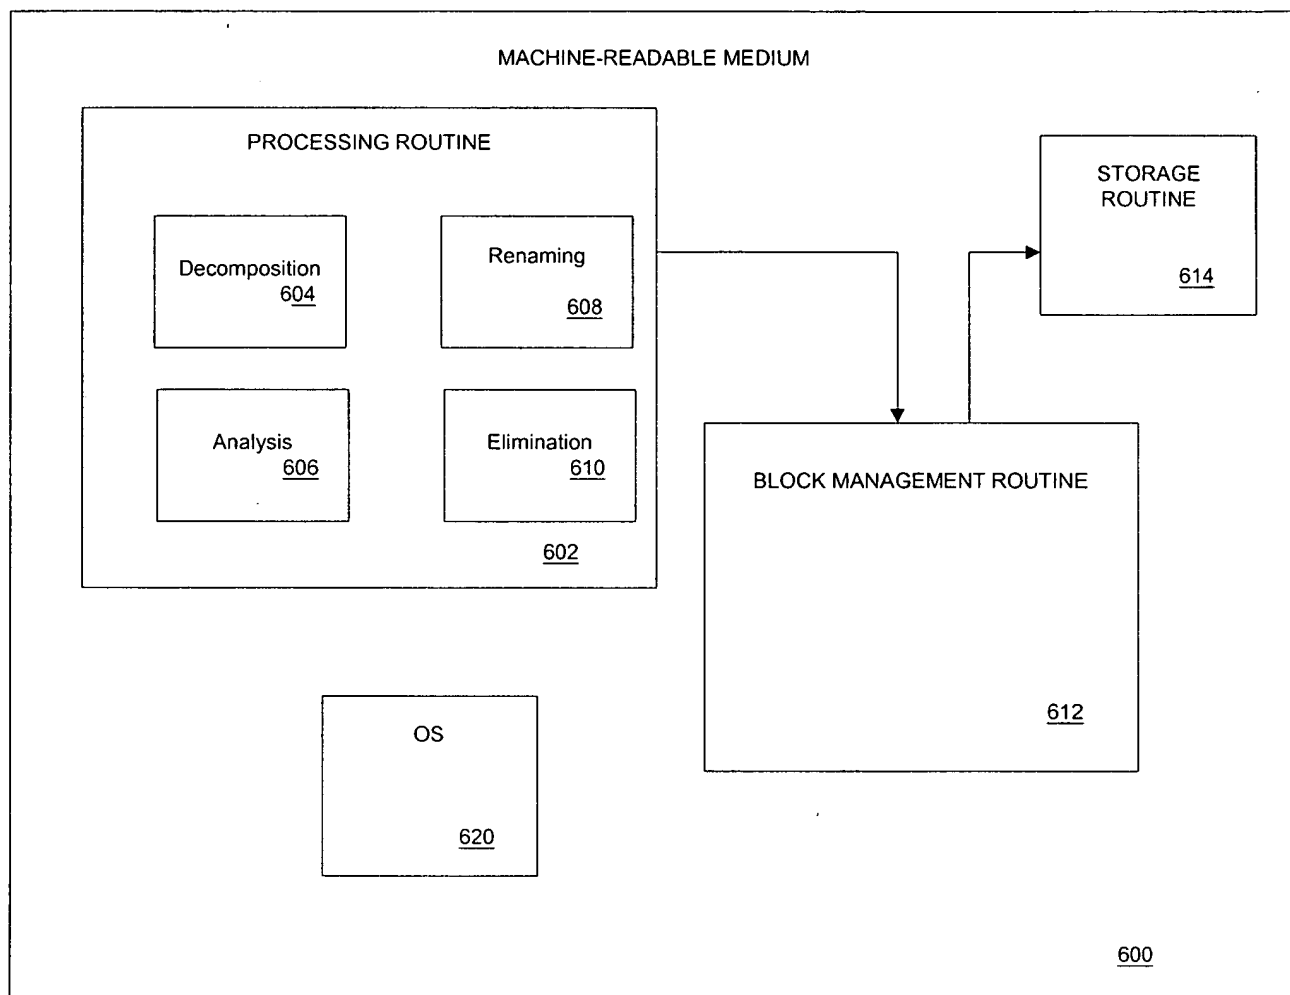 MACHINE-READABLE MEDIUM
PROCESSING ROUTINE
Decomposition
604
Renaming
608
Analysis
606
Elimination
610
602
STORAGE
ROUTINE
614
BLOCK MANAGEMENT ROUTINE
612
OS
620
600